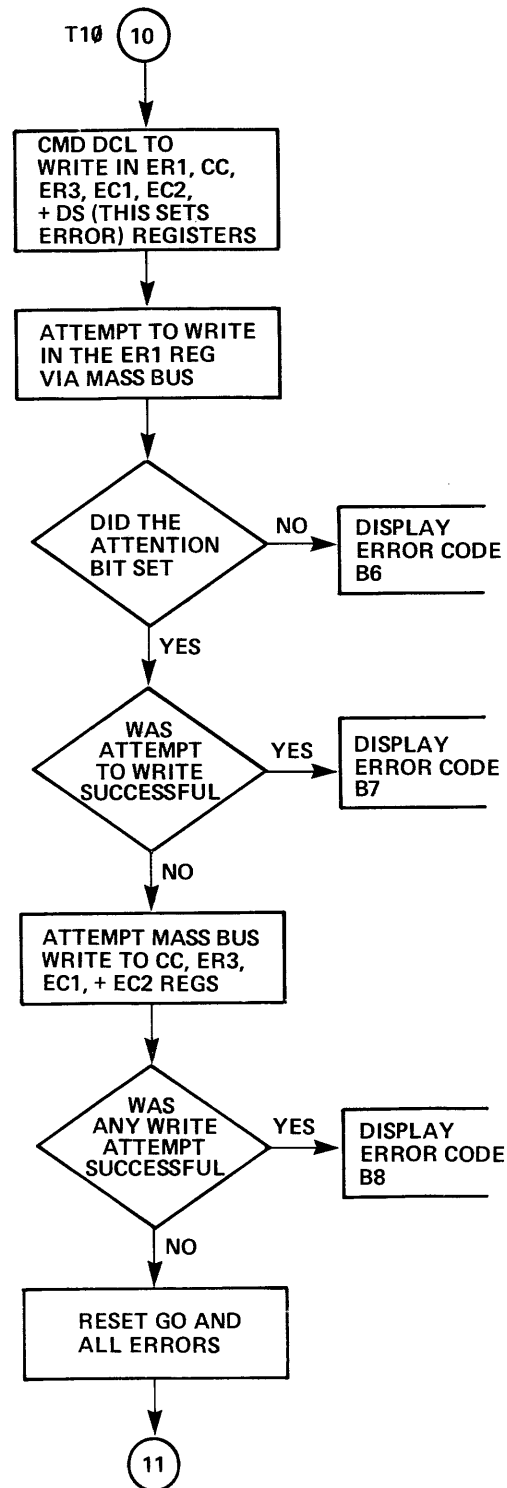 T1Ø 10
CMD DCL TO
WRITE IN ER1, CC,
ER3, EC1, EC2,
+ DS (THIS SETS
ERROR) REGISTERS
ATTEMPT TO WRITE
IN THE ER1 REG
VIA MASS BUS
DID THE
ATTENTION
BIT SET
NO
DISPLAY
ERROR CODE
B6
YES
WAS
ATTEMPT
TO WRITE
SUCCESSFUL
YES
DISPLAY
ERROR CODE
B7
NO
ATTEMPT MASS BUS
WRITE TO CC, ER3,
EC1, + EC2 REGS
WAS
ANY WRITE
ATTEMPT
SUCCESSFUL
YES
DISPLAY
ERROR CODE
B8
NO
RESET GO AND
ALL ERRORS
11